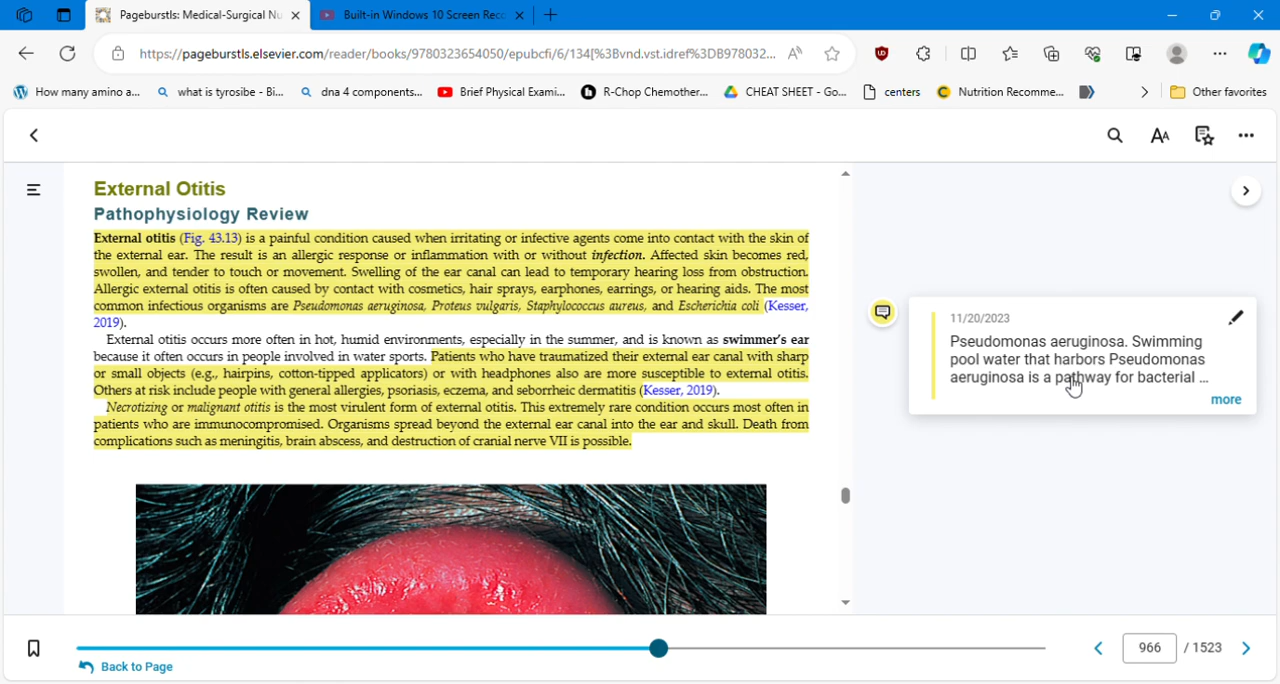 Pageburstls: Medical-Surgical Nu
Built-in Windows 10 Screen Reco
https://pageburstls.elsevier.com/reader/books/9780323654050/epubcfi/6/134[%3Bvnd.vst.idref%3DB978032...
How many amino a...
what is tyrosibe - Bi...
dna 4 components...
Brief Physical Exami...
R-Chop Chemother...
CHEAT SHEET - Go...
centers
Nutrition Recomme...
Other favorites
External Otitis
Pathophysiology Review
External otitis (Fig. 43.13) is a painful condition caused when irritating or infective agents come into contact with the skin of
the external ear. The result is an allergic response or inflammation with or without infection. Affected skin becomes red,
swollen, and tender to touch or movement. Swelling of the ear canal can lead to temporary hearing loss from obstruction.
Allergic external otitis is often caused by contact with cosmetics, hair sprays, earphones, earrings, or hearing aids. The most
common infectious organisms are Pseudomonas aeruginosa, Proteus vulgaris, Staphylococcus aureus, and Escherichia coli (Kesser,
2019).
External otitis occurs more often in hot, humid environments, especially in the summer, and is known as swimmer's ear
because it often occurs in people involved in water sports. Patients who have traumatized their external ear canal with sharp
or small objects (e.g., hairpins, cotton-tipped applicators) or with headphones also are more susceptible to external otitis.
Others at risk include people with general allergies, psoriasis, eczema, and seborrheic dermatitis (Kesser, 2019).
Necrotizing or malignant otitis is the most virulent form of external otitis. This extremely rare condition occurs most often in
patients who are immunocompromised. Organisms spread beyond the external ear canal into the ear and skull. Death from
complications such as meningitis, brain abscess, and destruction of cranial nerve VII is possible.
11/20/2023
Pseudomonas aeruginosa. Swimming
pool water that harbors Pseudomonas
aeruginosa is a pathway for bacterial ...
more
Back to Page
966 / 1523